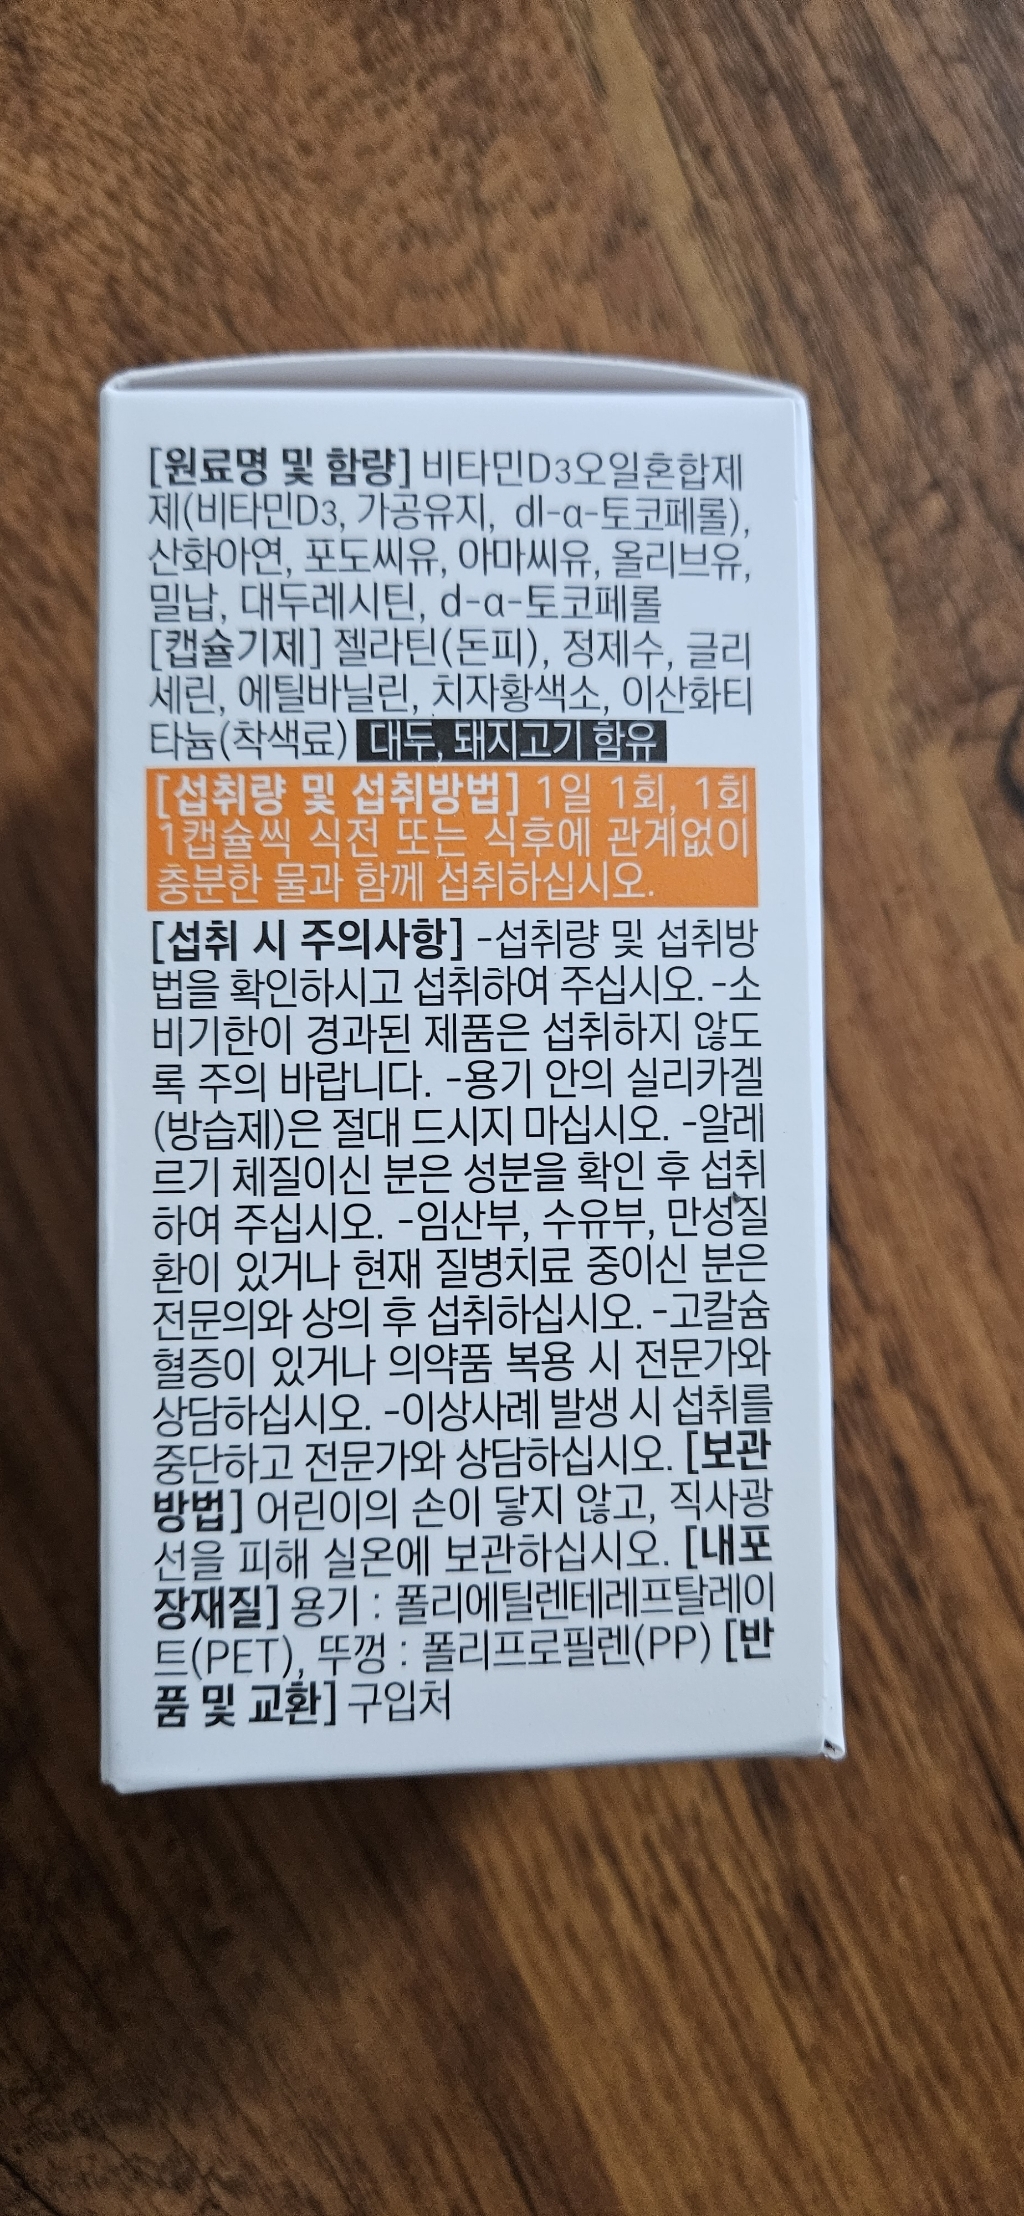 [원료명 및 함량] 비타민D3오일혼합제
제(비타민D3, 가공유지, dl-α-토코페롤),
산화아연, 포도씨유, 아마씨유, 올리브유,
밀납, 대두레시틴, d-α-토코페롤
[캡슐기제] 젤라틴(돈피), 정제수, 글리
세린, 에틸바닐린, 치자황색소, 이산화티
타늄(착색료) 대두, 돼지고기 함유
[섭취량 및 섭취방법] 1일 1회, 1회
1캡슐씩 식전 또는 식후에 관계없이
충분한 물과 함께 섭취하십시오.
[섭취 시 주의사항] -섭취량 및 섭취방
법을 확인하시고 섭취하여 주십시오. -소
비기한이 경과된 제품은 섭취하지 않도
록 주의 바랍니다. -용기 안의 실리카겔
(방습제)은 절대 드시지 마십시오. -알레
르기 체질이신 분은 성분을 확인 후 섭취
하여 주십시오. -임산부, 수유부, 만성질
환이 있거나 현재 질병치료 중이신 분은
전문의와 상의 후 섭취하십시오. -고칼슘
혈증이 있거나 의약품 복용 시 전문가와
상담하십시오. -이상사례 발생 시 섭취를
중단하고 전문가와 상담하십시오. [보관
방법] 어린이의 손이 닿지 않고, 직사광
선을 피해 실온에 보관하십시오. [내포
장재질] 용기 : 폴리에틸렌테레프탈레이
트(PET), 뚜껑 : 폴리프로필렌(PP) [반
품 및 교환] 구입처